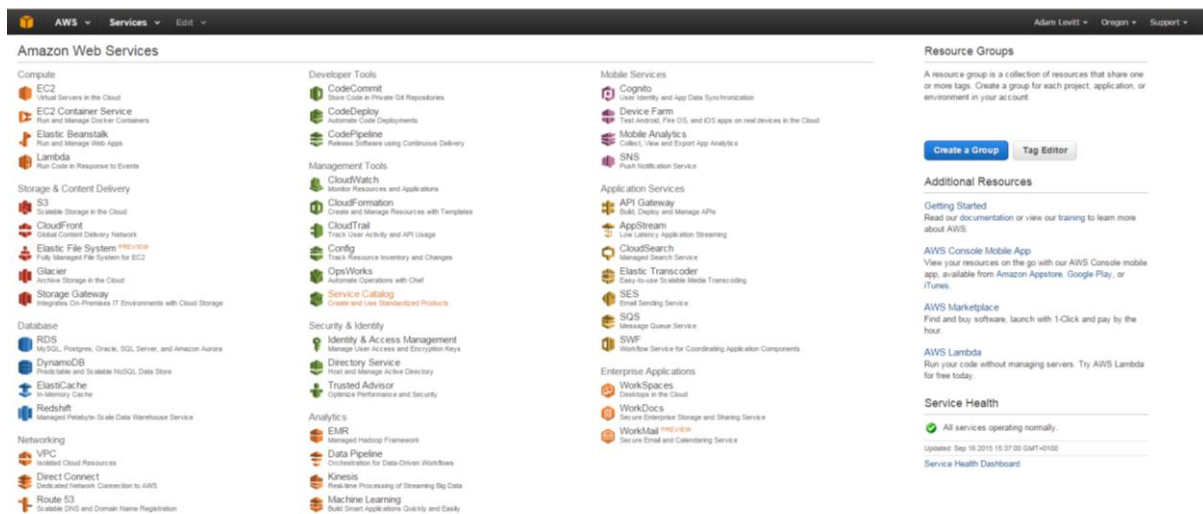 AWS Services Edit
Adam Levitt Oregon Support
Amazon Web Services
Compute
EC2
Virtual Servers in the Cloud
EC2 Container Service
Run and Manage Docker Containers
Elastic Beanstalk
Run and Manage Web Apps
Lambda
Run Code in Response to Events
Storage & Content Delivery
S3
Scalable Storage in the Cloud
CloudFront
Global Content Delivery Network
Elastic File System PREVIEW
Fully Managed File System for EC2
Glacier
Archive Storage in the Cloud
Storage Gateway
Integrates On-Premises IT Environments with Cloud Storage
Database
RDS
MySQL, Postgres, Oracle, SQL Server, and Amazon Aurora
DynamoDB
Predictable and Scalable NoSQL Data Store
ElastiCache
In-Memory Cache
Redshift
Managed Petabyte-Scale Data Warehouse Service
Networking
VPC
Isolated Cloud Resources
Direct Connect
Dedicated Network Connection to AWS
Route 53
Scalable DNS and Domain Name Registration
Developer Tools
CodeCommit
Store Code in Private Git Repositories
CodeDeploy
Automate Code Deployments
CodePipeline
Release Software using Continuous Delivery
Management Tools
CloudWatch
Monitor Resources and Applications
CloudFormation
Create and Manage Resources with Templates
CloudTrail
Track User Activity and API Usage
Config
Track Resource Inventory and Changes
OpsWorks
Automate Operations with Chef
Service Catalog
Create and Use Standardized Products
Security & Identity
Identity & Access Management
Manage User Access and Encryption Keys
Directory Service
Host and Manage Active Directory
Trusted Advisor
Optimize Performance and Security
Analytics
EMR
Managed Hadoop Framework
Data Pipeline
Orchestration for Data-Driven Workflows
Kinesis
Real-time Processing of Streaming Big Data
Machine Learning
Build Smart Applications Quickly and Easily
Mobile Services
Cognito
User Identity and App Data Synchronization
Device Farm
Test Android, Fire OS, and iOS apps on real devices in the Cloud
Mobile Analytics
Collect, View and Export App Analytics
SNS
Push Notification Service
Application Services
API Gateway
Build, Deploy and Manage APIs
AppStream
Low Latency Application Streaming
CloudSearch
Managed Search Service
Elastic Transcoder
Easy-to-use Scalable Media Transcoding
SES
Email Sending Service
SQS
Message Queue Service
SWF
Workflow Service for Coordinating Application Components
Enterprise Applications
WorkSpaces
Desktops in the Cloud
WorkDocs
Secure Enterprise Storage and Sharing Service
WorkMail PREVIEW
Secure Email and Calendaring Service
Resource Groups
A resource group is a collection of resources that share one
or more tags. Create a group for each project, application, or
environment in your account.
Create a Group Tag Editor
Additional Resources
Getting Started
Read our documentation or view our training to learn more
about AWS.
AWS Console Mobile App
View your resources on the go with our AWS Console mobile
app, available from Amazon Appstore, Google Play, or
iTunes.
AWS Marketplace
Find and buy software, launch with 1-Click and pay by the
hour.
AWS Lambda
Run your code without managing servers. Try AWS Lambda
for free today.
Service Health
All services operating normally.
Updated: Sep 16 2015 15:37:00 GMT+0100
Service Health Dashboard